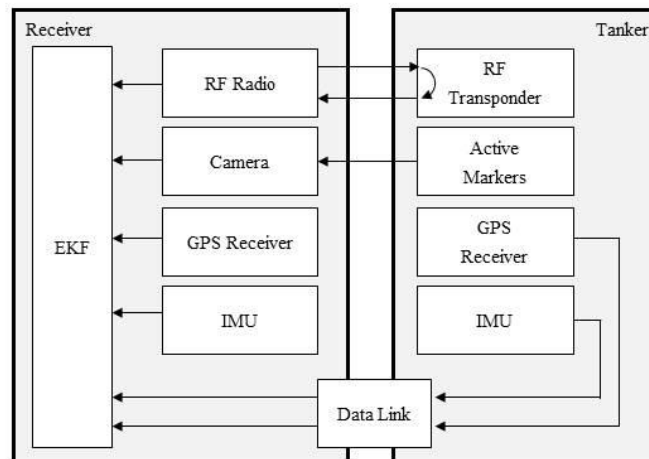 Receiver
Tanker
RF Radio
RF
Transponder
Camera
Active
Markers
EKF
GPS Receiver
GPS
Receiver
IMU
IMU
Data Link